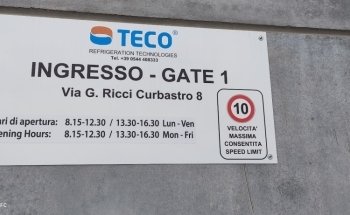 TECO®
REFRIGERATION TECHNOLOGIES
Tel. +39 0544 408333
INGRESSO - GATE 1
Via G. Ricci Curbastro 8
ri di apertura: 8.15-12.30 / 13.30-16.30 Lun - Ven
ening Hours: 8.15-12.30 / 13.30-16.30 Mon - Fri
10
VELOCITA'
MASSIMA
CONSENTITA
SPEED LIMIT